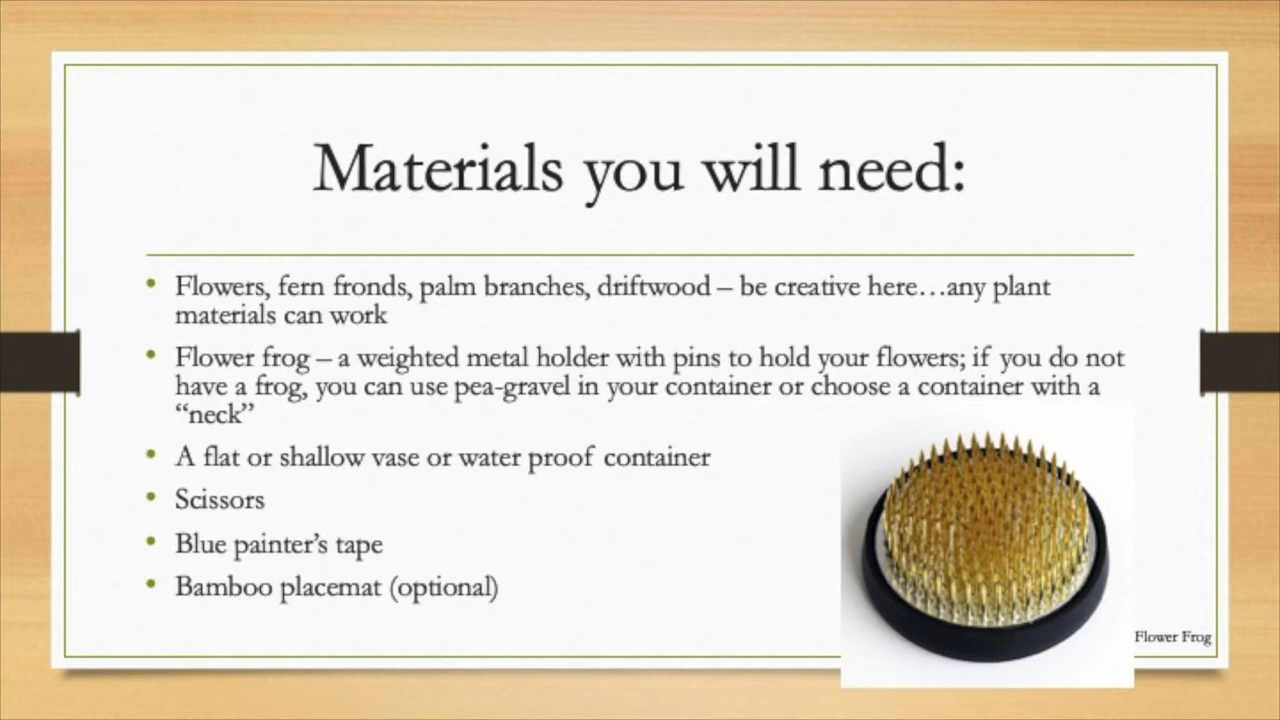 Materials you will need:
• Flowers, fern fronds, palm branches, driftwood – be creative here…any plant
materials can work
• Flower frog – a weighted metal holder with pins to hold your flowers; if you do not
have a frog, you can use pea-gravel in your container or choose a container with a
“neck”
• A flat or shallow vase or water proof container
• Scissors
• Blue painter’s tape
• Bamboo placemat (optional)
Flower Frog